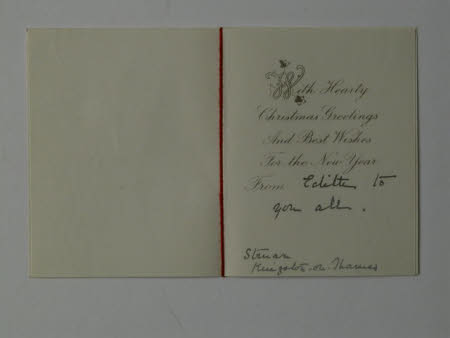 With Hearty
Christmas Greetings
And Best Wishes
For the New Year
From Edith to
you all.
Struan
Kingston-on-Thames